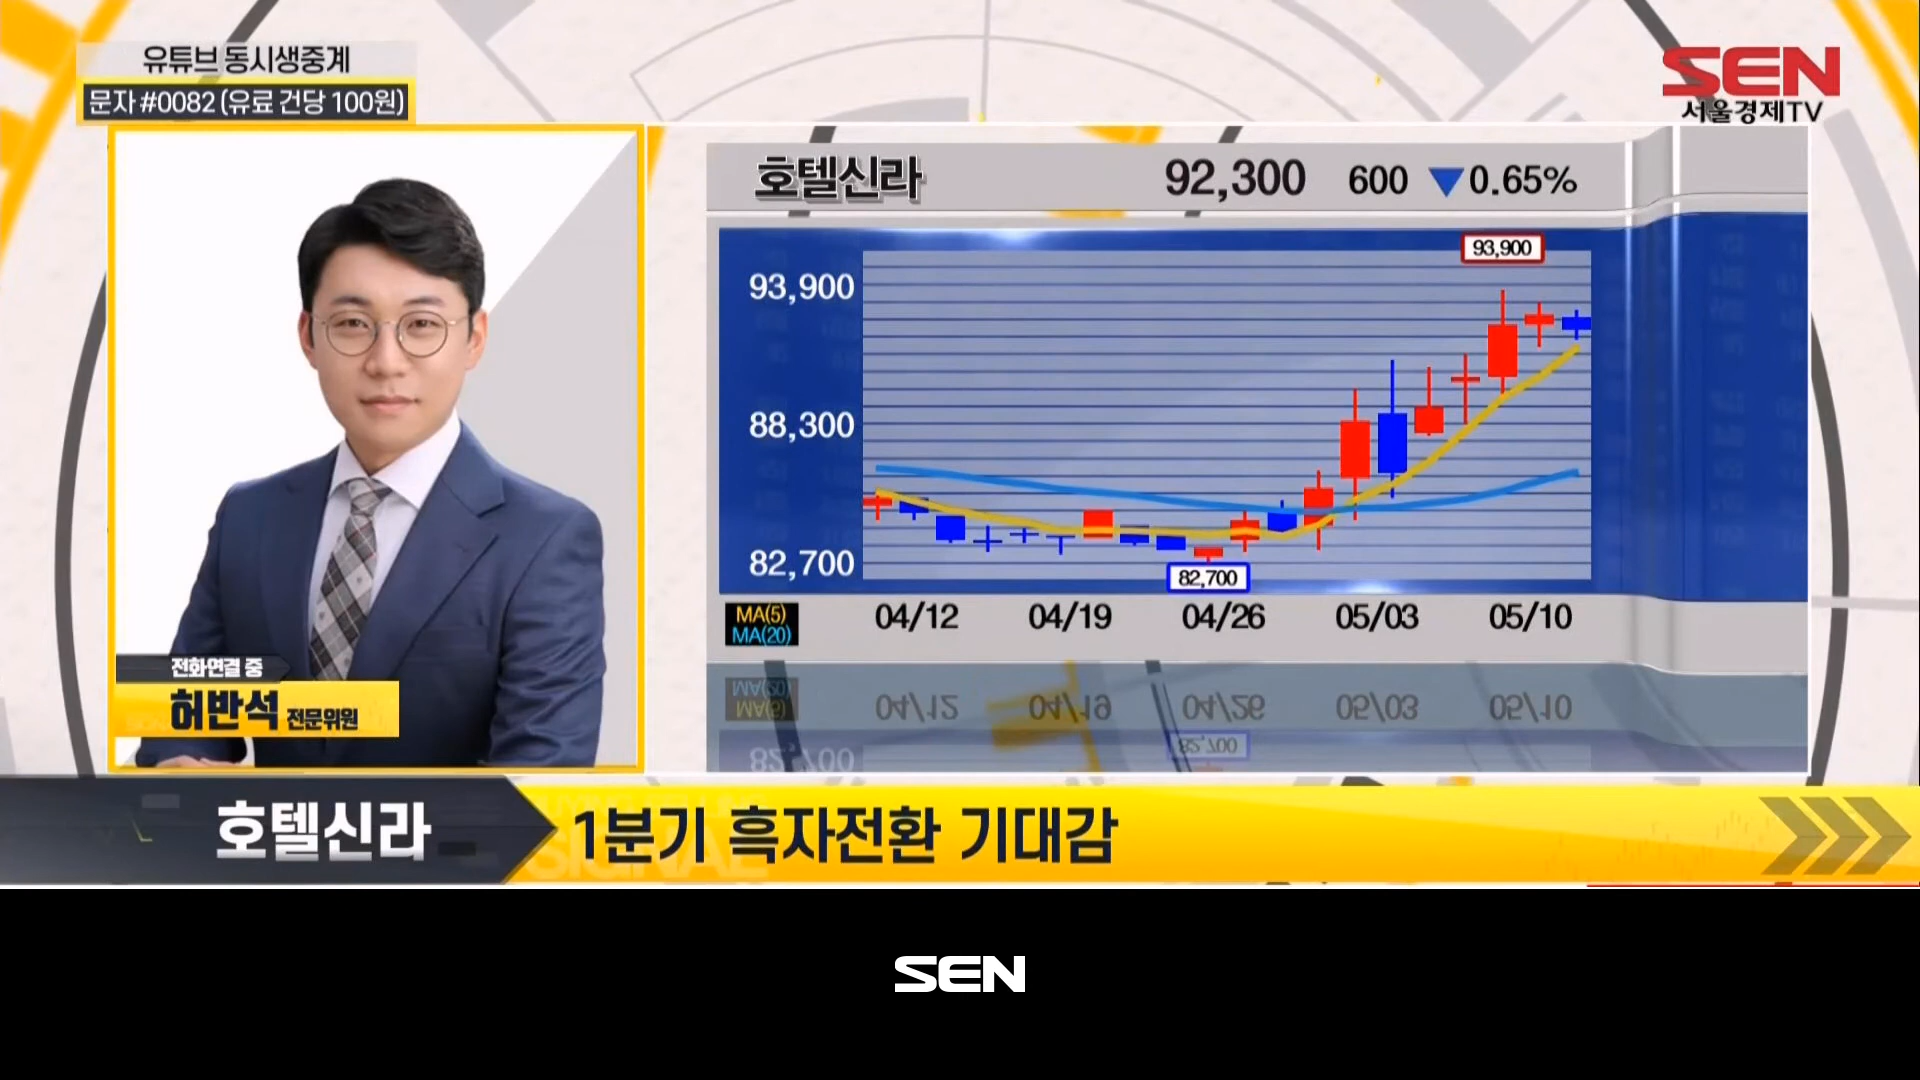 유튜브 동시생중계
문자 #0082 (유료 건당 100원)
SEN
서울경제TV
호텔신라 92,300 600 ▼0.65%
93,900
93,900
88,300
82,700
82,700
MA(5)
MA(20)
04/12 04/19 04/26 05/03 05/10
전화연결 중
허반석 전문위원
호텔신라
1분기 흑자전환 기대감
SEN